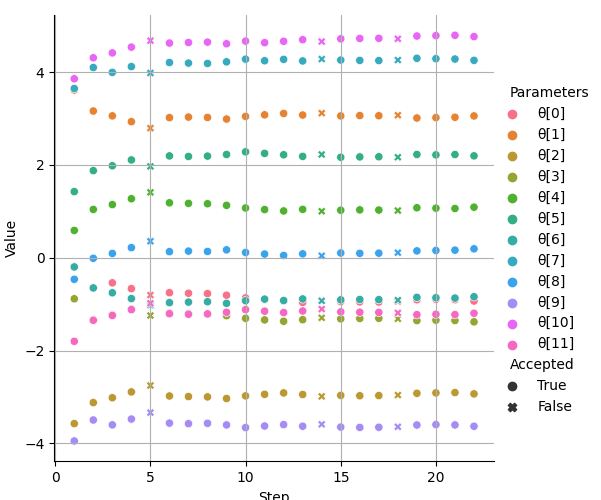 Value
4
2
0
−2
−4
0
5
10
15
20
Step
Parameters
θ[0]
θ[1]
θ[2]
θ[3]
θ[4]
θ[5]
θ[6]
θ[7]
θ[8]
θ[9]
θ[10]
θ[11]
Accepted
True
False